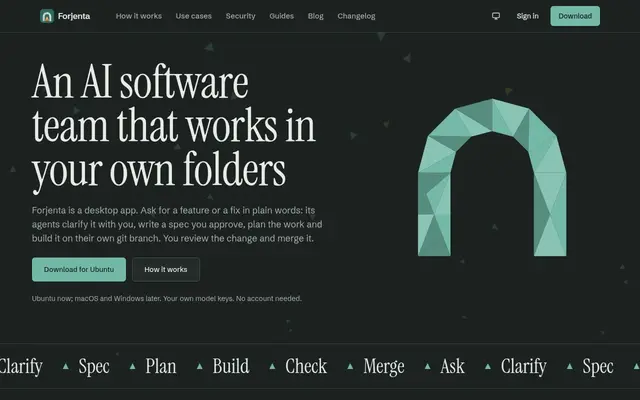 Forjenta
How it works
Use cases
Security
Guides
Blog
Changelog
Sign in
Download
An AI software
team that works in
your own folders
Forjenta is a desktop app. Ask for a feature or a fix in plain words: its
agents clarify it with you, write a spec you approve, plan the work and
build it on their own git branch. You review the change and merge it.
Download for Ubuntu
How it works
Ubuntu now; macOS and Windows later. Your own model keys. No account needed.
Clarify ▲ Spec ▲ Plan ▲ Build ▲ Check ▲ Merge ▲ Ask ▲ Clarify ▲ Spec ▲